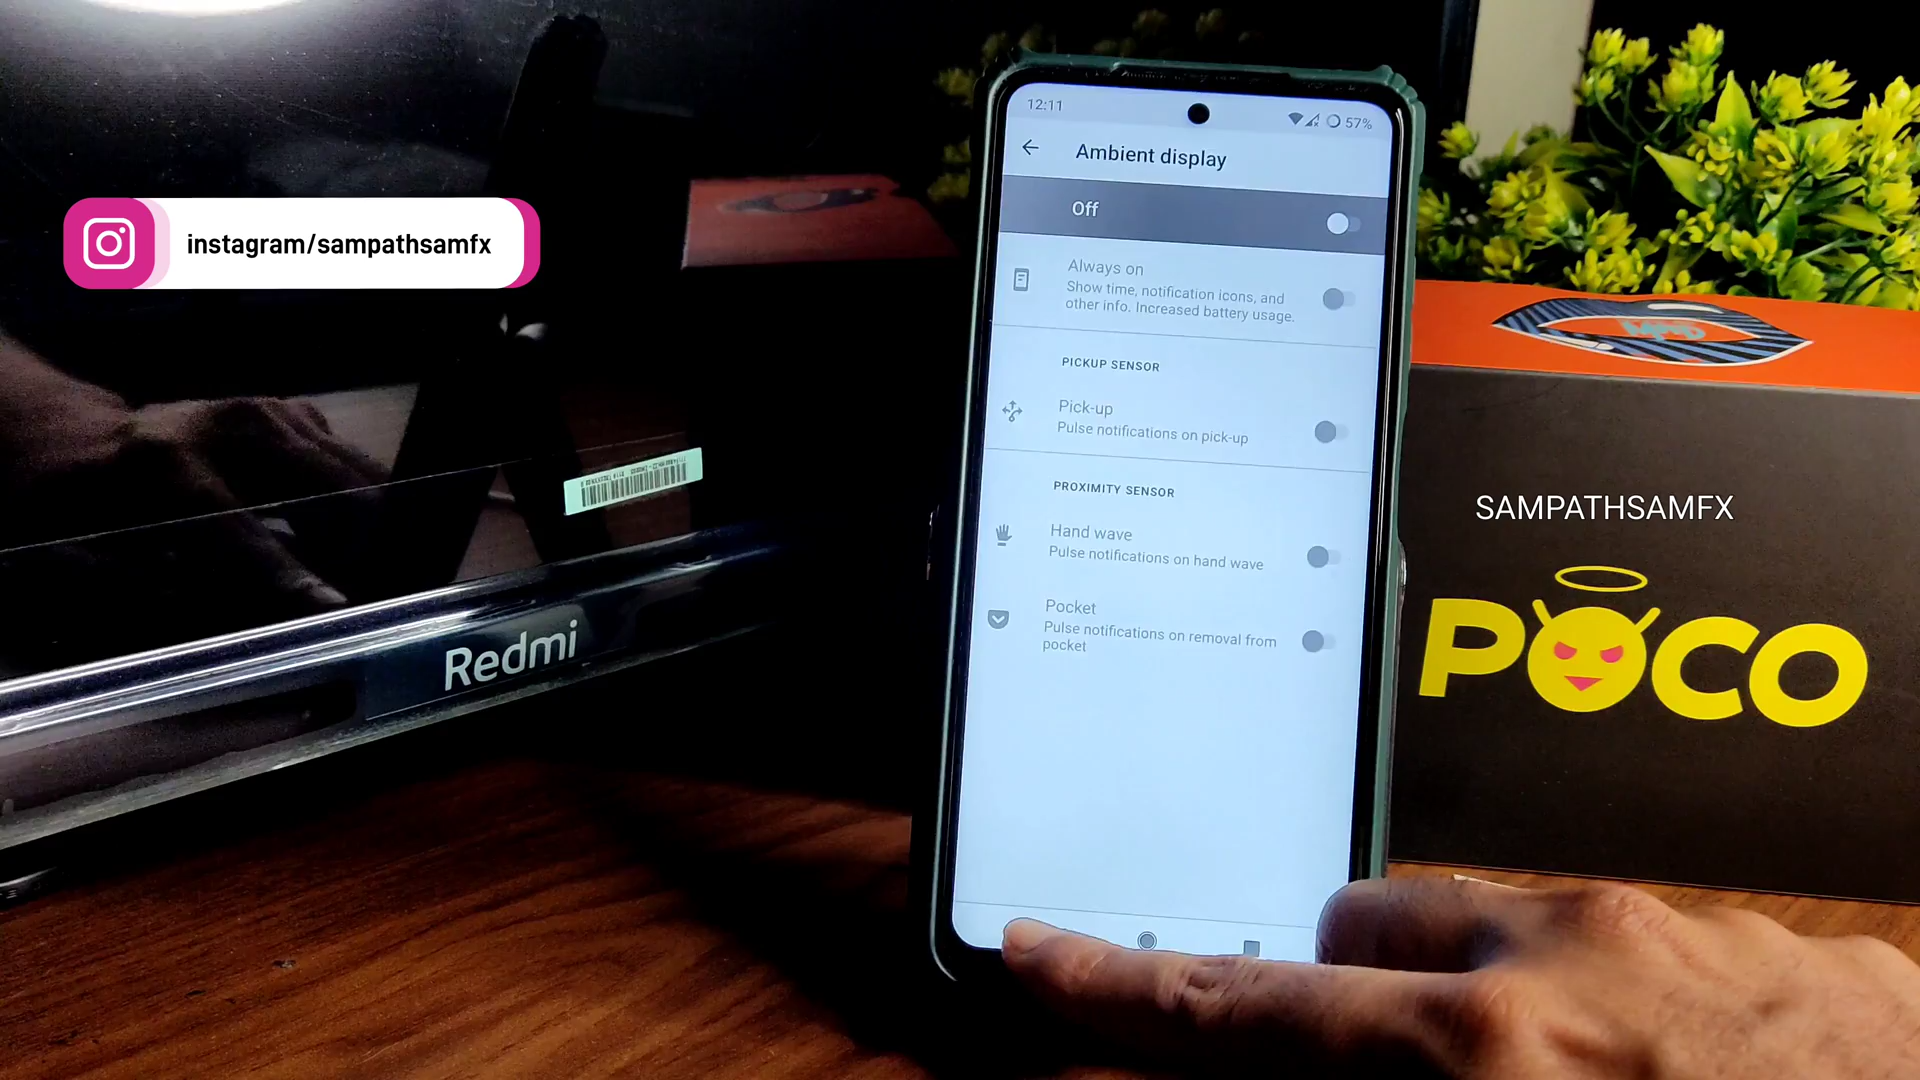 instagram/sampathsamfx
Redmi
12:11
57%
Ambient display
Off
Always on
Show time, notification icons, and
other info. Increased battery usage.
PICKUP SENSOR
Pick-up
Pulse notifications on pick-up
PROXIMITY SENSOR
Hand wave
Pulse notifications on hand wave
Pocket
Pulse notifications on removal from
pocket
SAMPATHSAMFX
POCO